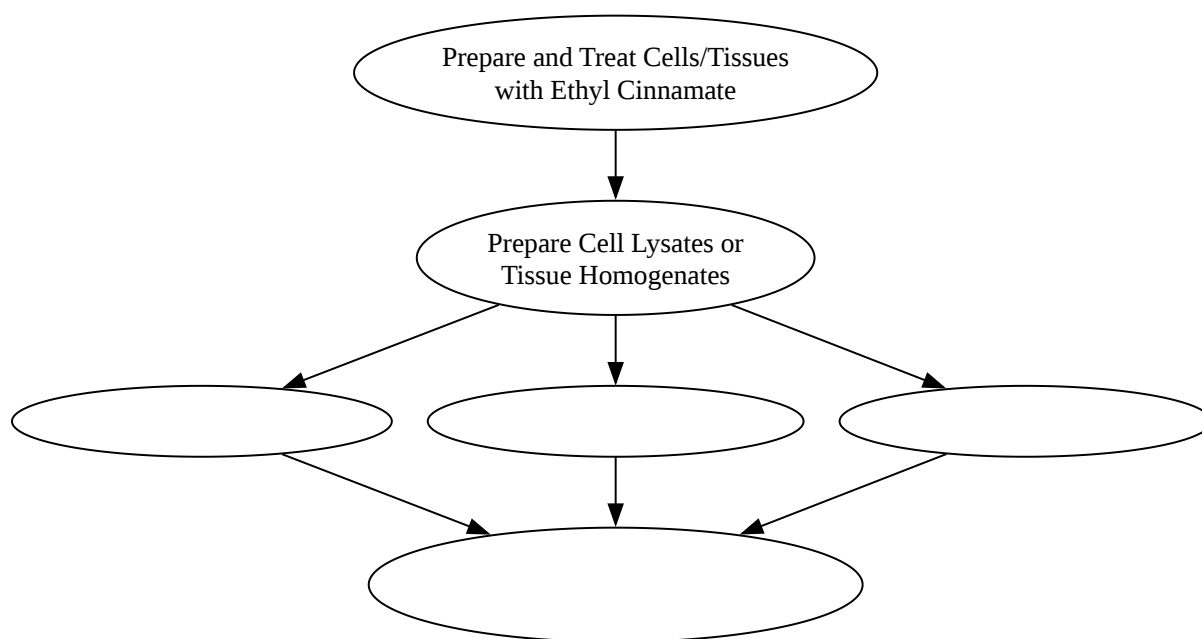 Prepare and Treat Cells/Tissues
with Ethyl Cinnamate
Prepare Cell Lysates or
Tissue Homogenates